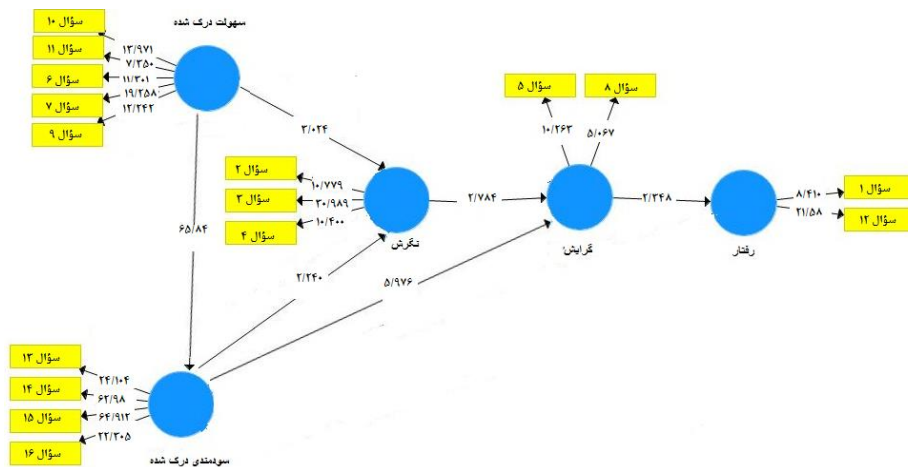 سهولت درک شده
سؤال ۱۰
سؤال ۱۱
سؤال ۶
سؤال ۷
سؤال ۹
۱۳/۹۷۱
۷/۳۵۰
۱۱/۳۰۱
۱۹/۲۵۸
۱۲/۲۴۲
سؤال ۵
سؤال ۸
۱۰/۲۶۳
۵/۰۶۷
۳/۰۲۴
سؤال ۲
سؤال ۳
سؤال ۴
۱۰/۷۷۹
۳۰/۹۸۹
۱۰/۴۰۰
نگرش
۲/۷۸۴
گرایش
۲/۳۴۸
رفتار
۸/۴۱۰
۲۱/۵۸
سؤال ۱
سؤال ۱۲
۶۵/۸۴
۲/۲۴۰
۵/۹۷۶
سؤال ۱۳
سؤال ۱۴
سؤال ۱۵
سؤال ۱۶
۲۴/۱۰۴
۶۲/۹۸
۶۴/۹۱۲
۲۲/۳۰۵
سودمندی درک شده